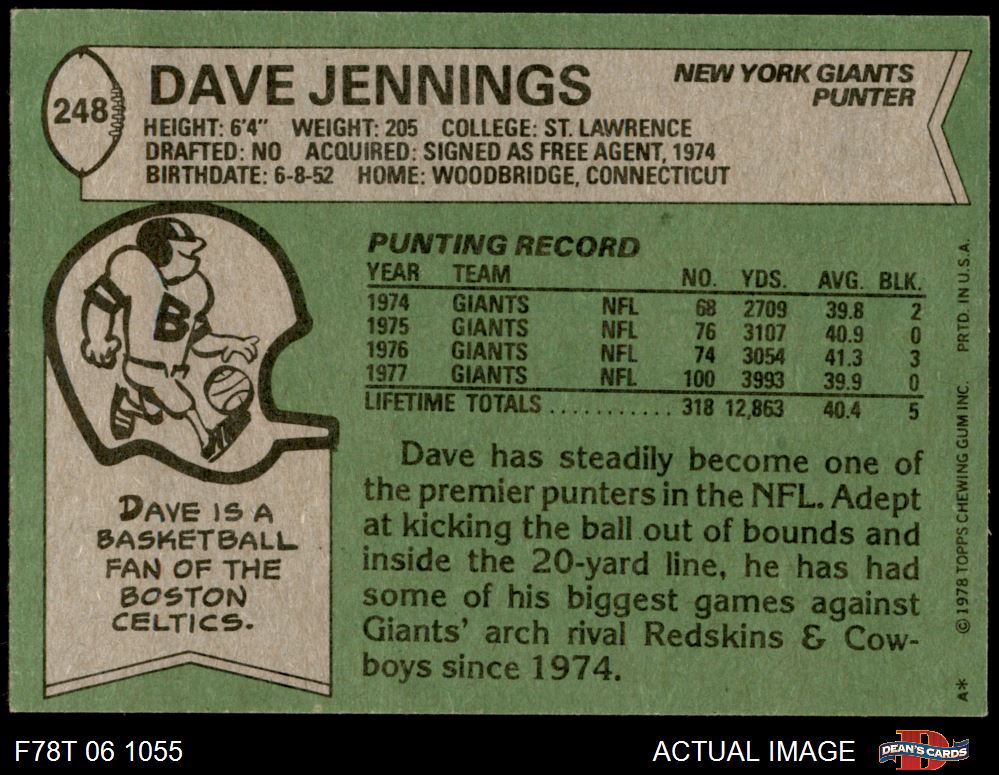 248
DAVE JENNINGS
NEW YORK GIANTS
PUNTER
HEIGHT: 6'4" WEIGHT: 205 COLLEGE: ST. LAWRENCE
DRAFTED: NO ACQUIRED: SIGNED AS FREE AGENT, 1974
BIRTHDATE: 6-8-52 HOME: WOODBRIDGE, CONNECTICUT
B
DAVE IS A
BASKETBALL
FAN OF THE
BOSTON
CELTICS.
PUNTING RECORD
YEAR TEAM NO. YDS. AVG. BLK.
1974 GIANTS NFL 68 2709 39.8 2
1975 GIANTS NFL 76 3107 40.9 0
1976 GIANTS NFL 74 3054 41.3 3
1977 GIANTS NFL 100 3993 39.9 0
LIFETIME TOTALS ........... 318 12,863 40.4 5
Dave has steadily become one of
the premier punters in the NFL. Adept
at kicking the ball out of bounds and
inside the 20-yard line, he has had
some of his biggest games against
Giants' arch rival Redskins & Cow-
boys since 1974.
A* © 1978 TOPPS CHEWING GUM INC. PRTD. IN U.S.A.
F78T 06 1055
ACTUAL IMAGE
D
DEAN'S CARDS